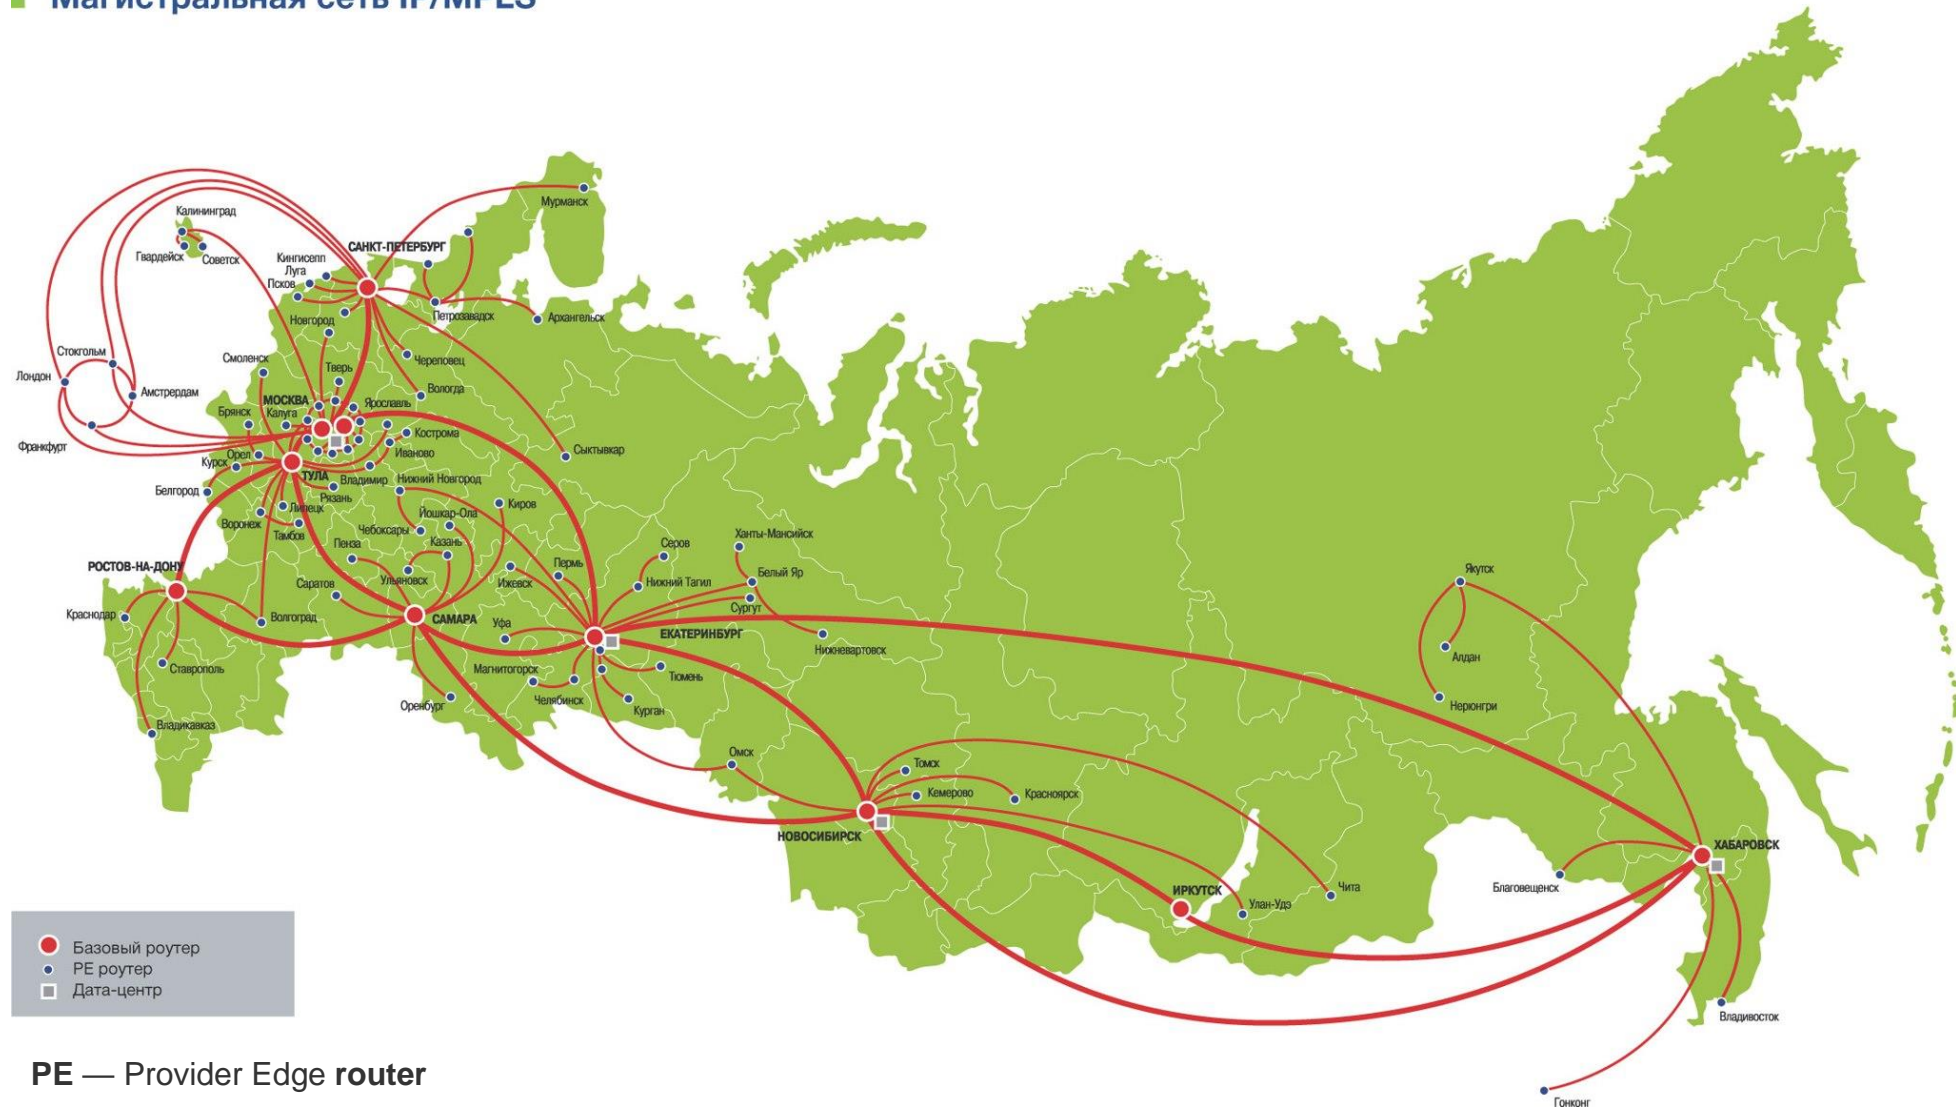 Магистральная сеть IP/MPLS
Мурманск
Калининград
Гвардейск
Советск
САНКТ-ПЕТЕРБУРГ
Кингисепп
Луга
Псков
Новгород
Петрозавадск
Архангельск
Стокгольм
Лондон
Амстрердам
Франкфурт
Смоленск
Череповец
Тверь
Вологда
МОСКВА
Ярославль
Брянск
Калуга
Кострома
Сыктывкар
Орел
Иваново
Курск
ТУЛА
Владимир
Нижний Новгород
Белгород
Рязань
Липецк
Киров
Воронеж
Тамбов
Йошкар-Ола
Чебоксары
Пенза
Казань
Ханты-Мансийск
Серов
РОСТОВ-НА-ДОНУ
Саратов
Ульяновск
Ижевск
Пермь
Нижний Тагил
Белый Яр
Сургут
Якутск
Краснодар
Волгоград
САМАРА
Уфа
ЕКАТЕРИНБУРГ
Нижневартовск
Алдан
Ставрополь
Магнитогорск
Тюмень
Оренбург
Челябинск
Курган
Нерюнгри
Владикавказ
Омск
Томск
Кемерово
Красноярск
НОВОСИБИРСК
ХАБАРОВСК
ИРКУТСК
Улан-Удэ
Чита
Благовещенск
Владивосток
Гонконг
Базовый роутер
PE роутер
Дата-центр
PE — Provider Edge router